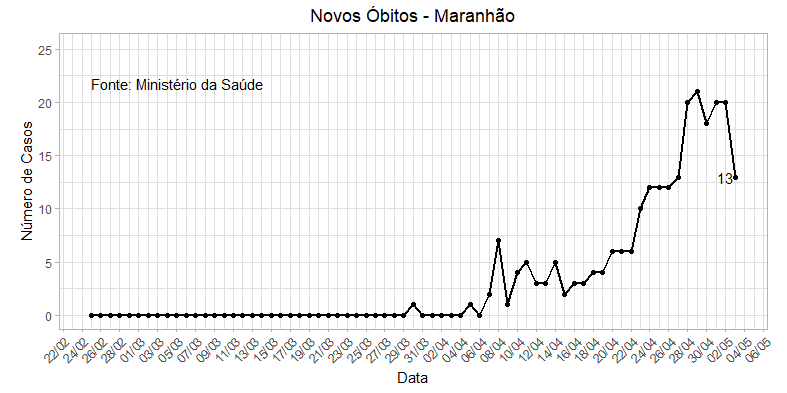 Novos Óbitos - Maranhão
25
Fonte: Ministério da Saúde
20
15
13
10
5
0
Número de Casos
22/02 24/02 26/02 28/02 01/03 03/03 05/03 07/03 09/03 11/03 13/03 15/03 17/03 19/03 21/03 23/03 25/03 27/03 29/03 31/03 02/04 04/04 06/04 08/04 10/04 12/04 14/04 16/04 18/04 20/04 22/04 24/04 26/04 28/04 30/04 02/05 04/05 06/05
Data